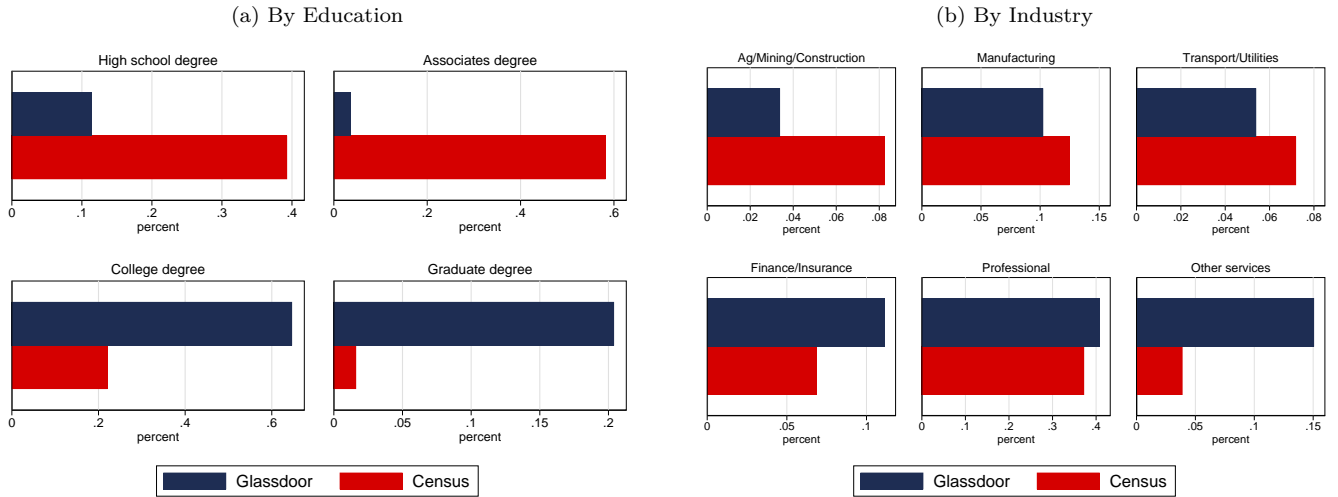 (a) By Education
High school degree
0 .1 .2 .3 .4
percent
Associates degree
0 .2 .4 .6
percent
College degree
0 .2 .4 .6
percent
Graduate degree
0 .05 .1 .15 .2
percent
Glassdoor Census
(b) By Industry
Ag/Mining/Construction
0 .02 .04 .06 .08
percent
Manufacturing
0 .05 .1 .15
percent
Transport/Utilities
0 .02 .04 .06 .08
percent
Finance/Insurance
0 .05 .1
percent
Professional
0 .1 .2 .3 .4
percent
Other services
0 .05 .1 .15
percent
Glassdoor Census